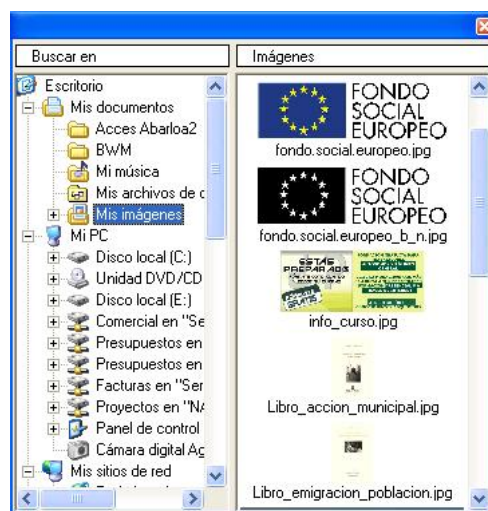 Buscar en
Imágenes
Escritorio
Mis documentos
Acces Abarloa2
BWM
Mi música
Mis archivos de
Mis imágenes
Mi PC
Disco local (C:)
Unidad DVD/CD
Disco local (E:)
Comercial en "Se
Presupuestos en
Presupuestos en
Facturas en "Ser
Proyectos en "NA
Panel de control
Cámara digital Ag
Mis sitios de red
FONDO
SOCIAL
EUROPEO
fondo.social.europeo.jpg
FONDO
SOCIAL
EUROPEO
fondo.social.europeo_b_n.jpg
ESTAS
PREPARADO
info_curso.jpg
Libro_accion_municipal.jpg
Libro_emigracion_poblacion.jpg